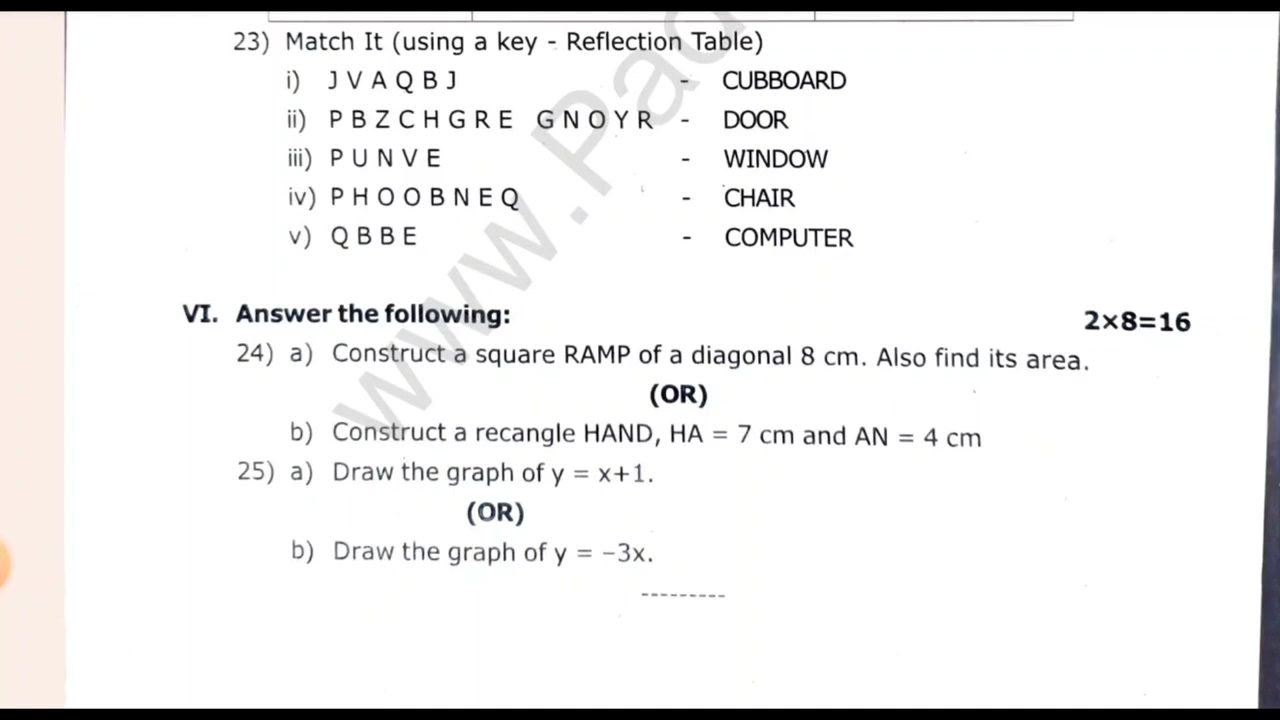 23) Match It (using a key - Reflection Table)
i) J V A Q B J - CUBBOARD
ii) P B Z C H G R E G N O Y R - DOOR
iii) P U N V E - WINDOW
iv) P H O O B N E Q - CHAIR
v) Q B B E - COMPUTER
VI. Answer the following: 2×8=16
24) a) Construct a square RAMP of a diagonal 8 cm. Also find its area.
(OR)
b) Construct a recangle HAND, HA = 7 cm and AN = 4 cm
25) a) Draw the graph of y = x+1.
(OR)
b) Draw the graph of y = −3x.
---------
www.Pad